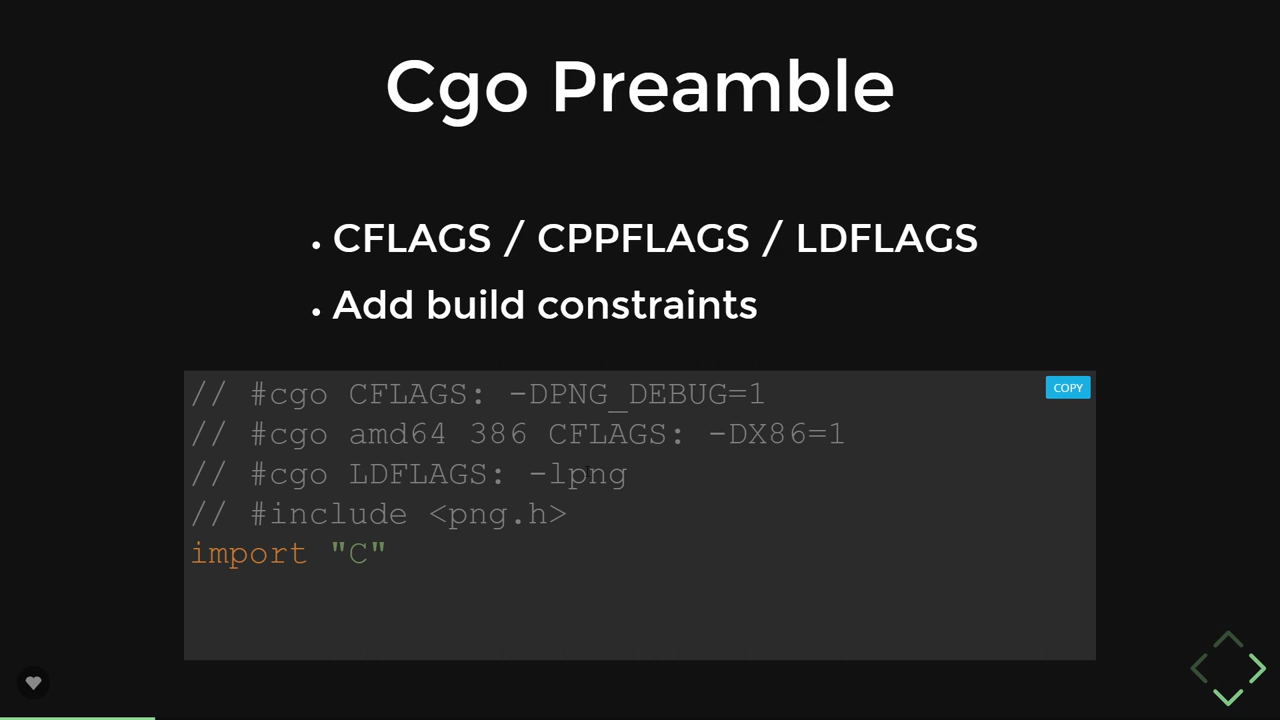 Cgo Preamble
• CFLAGS / CPPFLAGS / LDFLAGS
• Add build constraints
COPY
// #cgo CFLAGS: -DPNG_DEBUG=1
// #cgo amd64 386 CFLAGS: -DX86=1
// #cgo LDFLAGS: -lpng
// #include <png.h>
import "C"